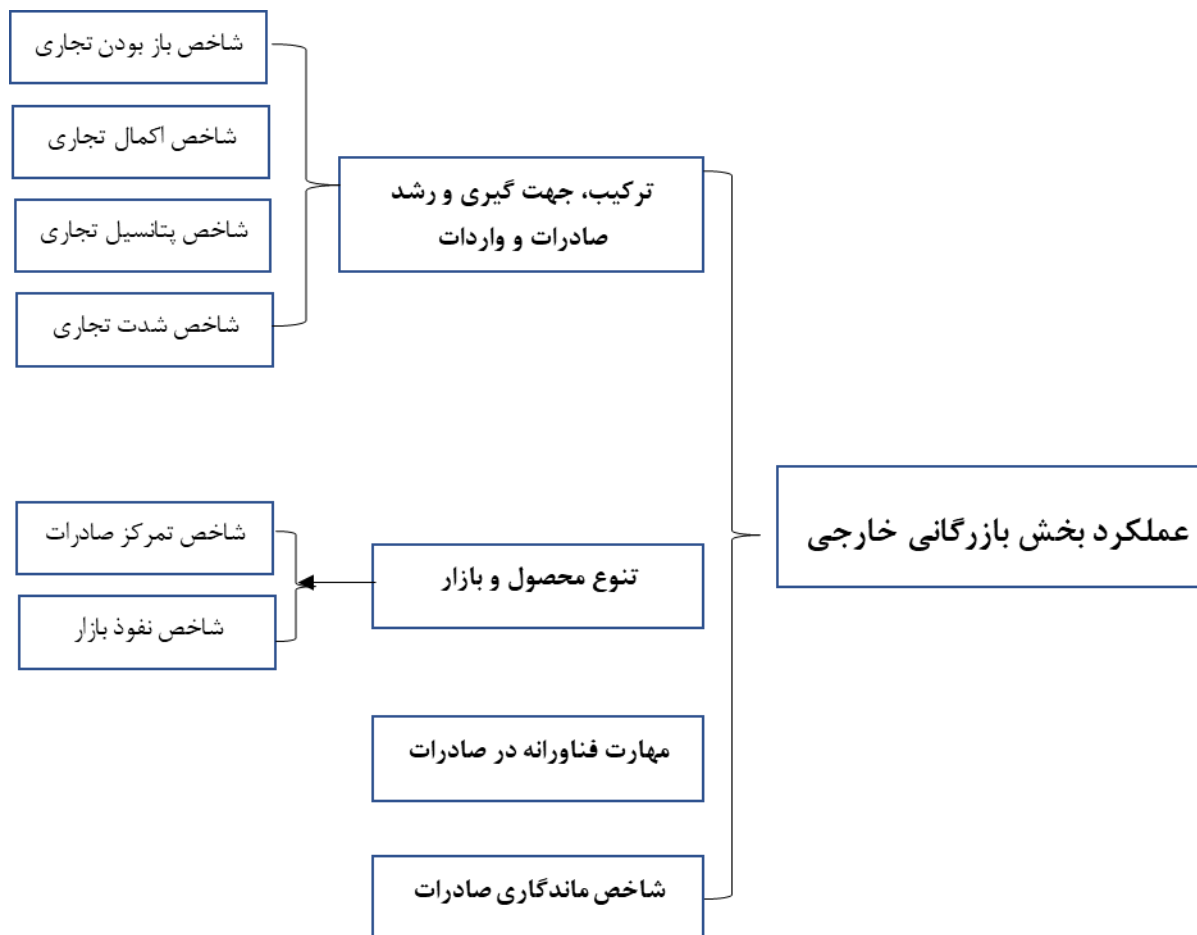 عملکرد بخش بازرگانی خارجی
ترکیب، جهت گیری و رشد
صادرات و واردات
شاخص باز بودن تجاری
شاخص اکمال تجاری
شاخص پتانسیل تجاری
شاخص شدت تجاری
تنوع محصول و بازار
شاخص تمرکز صادرات
شاخص نفوذ بازار
مهارت فناورانه در صادرات
شاخص ماندگاری صادرات